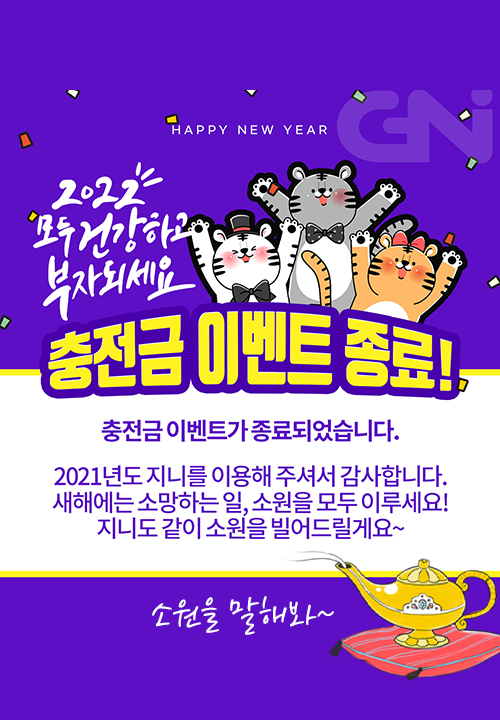 GNi
HAPPY NEW YEAR
2022
모두 건강하고
부자되세요
충전금 이벤트 종료!
충전금 이벤트가 종료되었습니다.
2021년도 지니를 이용해 주셔서 감사합니다.
새해에는 소망하는 일, 소원을 모두 이루세요!
지니도 같이 소원을 빌어드릴게요~
소원을 말해봐~